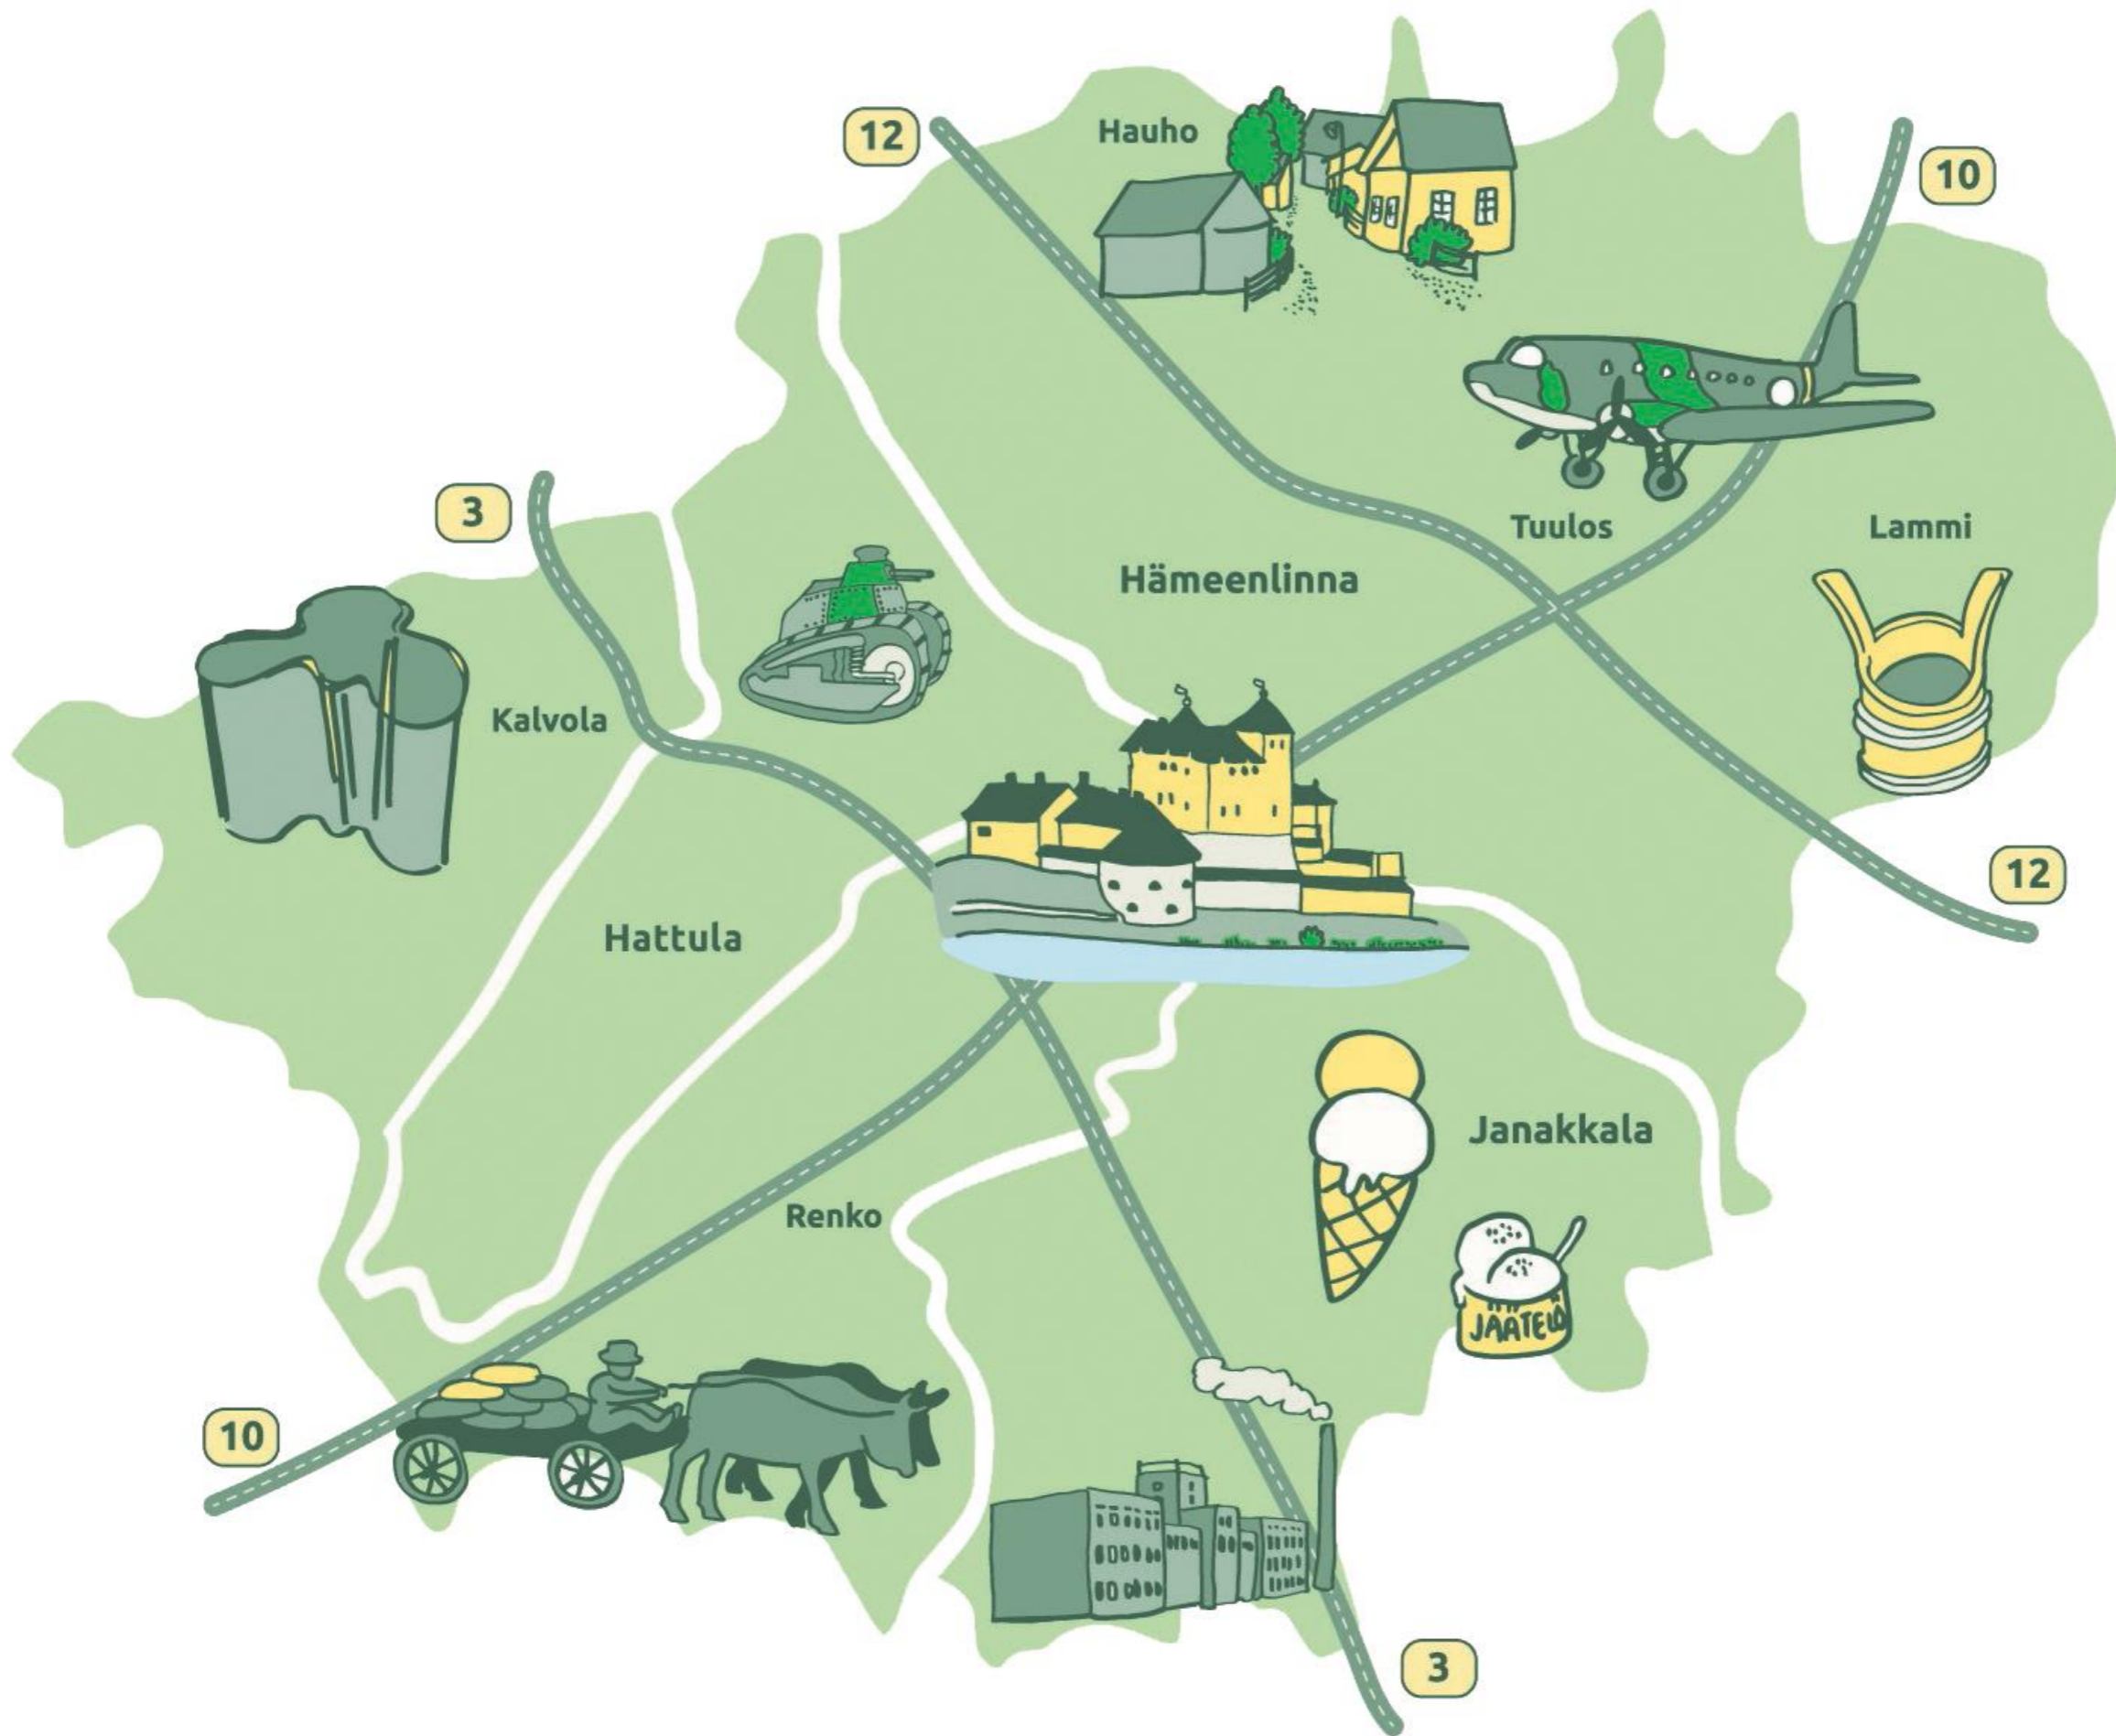 12
Hauho
10
3
Tuulos
Lammi
Hämeenlinna
Kalvola
12
Hattula
Janakkala
Renko
JÄÄTELÖ
10
3